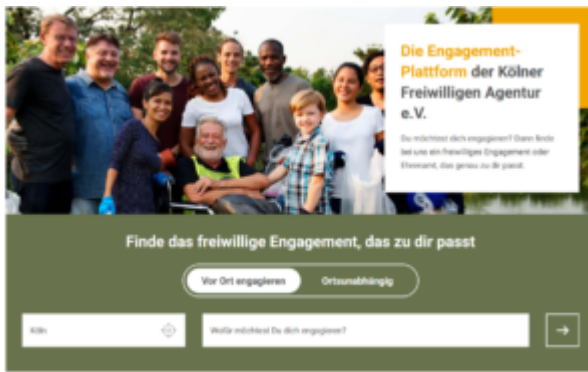 Die Engagement-
Plattform der Kölner
Freiwilligen Agentur
e.V.
Du möchtest dich engagieren? Dann finde
bei uns ein freiwilliges Engagement oder
Ehrenamt, das genau zu dir passt.
Finde das freiwillige Engagement, das zu dir passt
Vor Ort engagieren Ortsunabhängig
Köln Wofür möchtest Du dich engagieren?